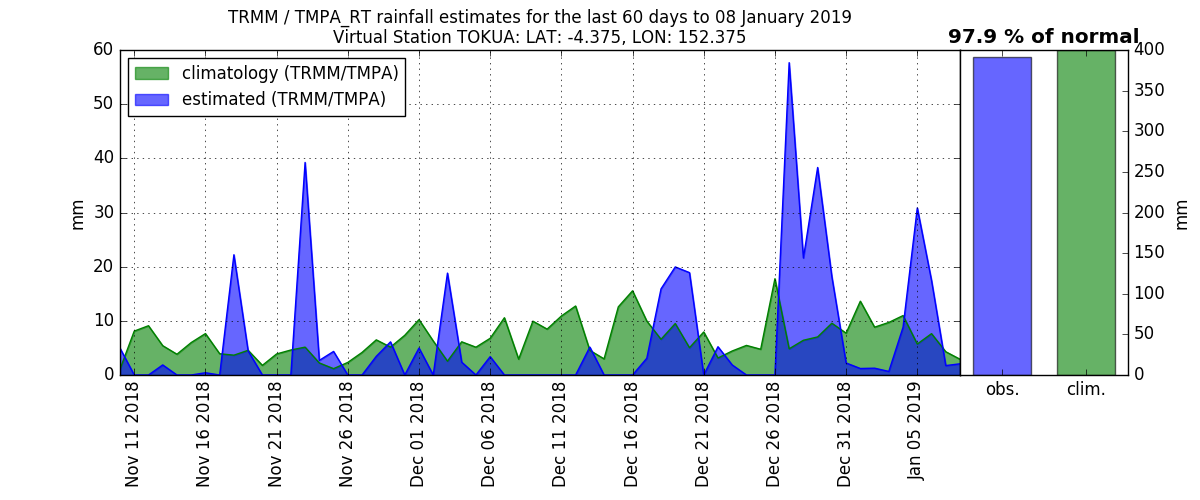 TRMM / TMPA_RT rainfall estimates for the last 60 days to 08 January 2019
Virtual Station TOKUA: LAT: -4.375, LON: 152.375
97.9 % of normal
climatology (TRMM/TMPA)
estimated (TRMM/TMPA)
mm
60
50
40
30
20
10
0
Nov 11 2018
Nov 16 2018
Nov 21 2018
Nov 26 2018
Dec 01 2018
Dec 06 2018
Dec 11 2018
Dec 16 2018
Dec 21 2018
Dec 26 2018
Dec 31 2018
Jan 05 2019
obs.
clim.
400
350
300
250
200
150
100
50
0
mm